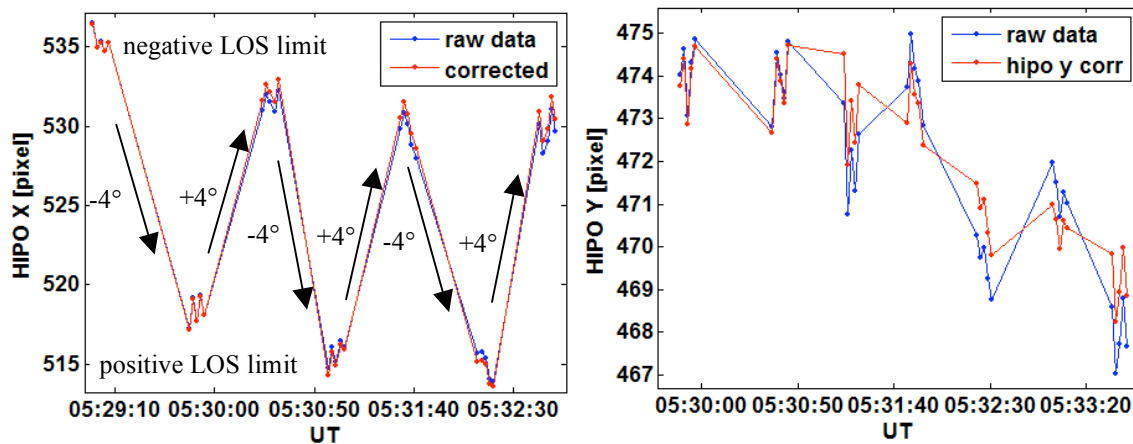 535
530
525
520
515
HIPO X [pixel]
negative LOS limit
raw data
corrected
-4°
+4°
-4°
+4°
-4°
+4°
positive LOS limit
05:29:10 05:30:00 05:30:50 05:31:40 05:32:30
UT
475
474
473
472
471
470
469
468
467
HIPO Y [pixel]
raw data
hipo y corr
05:30:00 05:30:50 05:31:40 05:32:30 05:33:20
UT